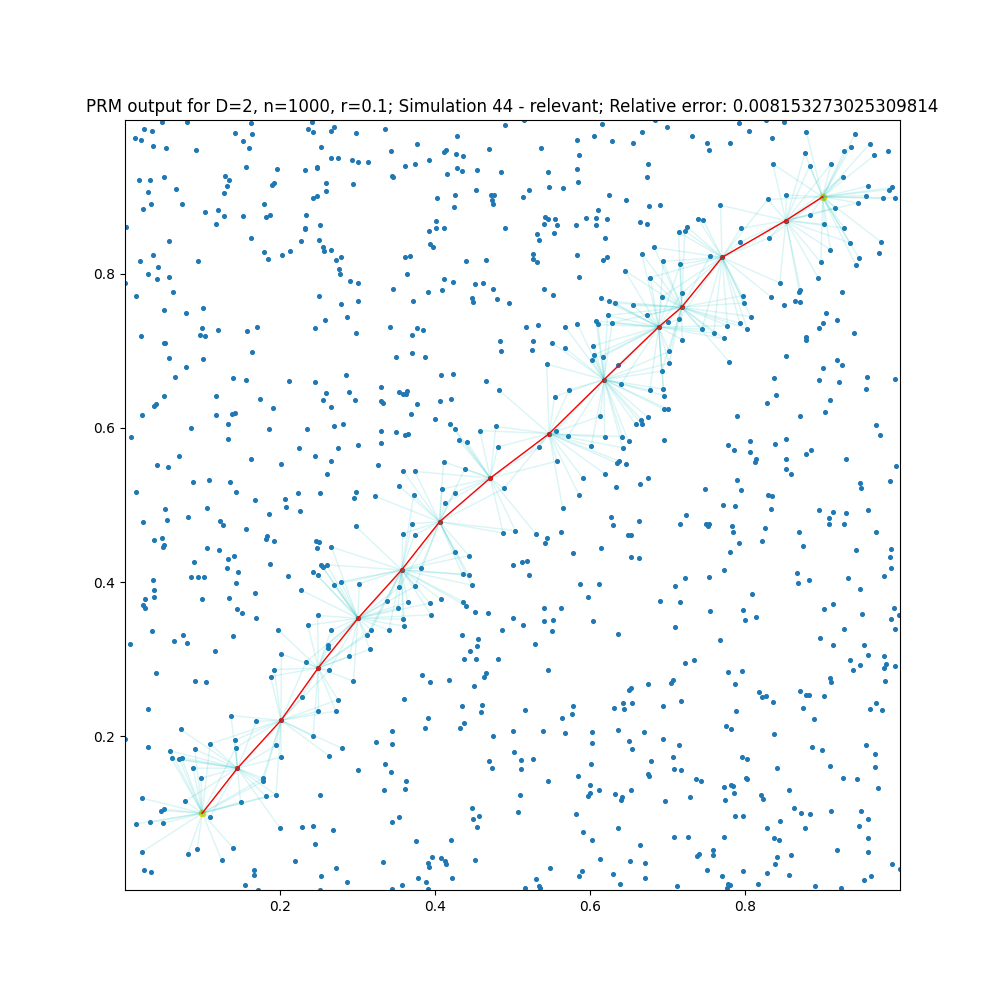 PRM output for D=2, n=1000, r=0.1; Simulation 44 - relevant; Relative error: 0.008153273025309814
0.8
0.6
0.4
0.2
0.2 0.4 0.6 0.8